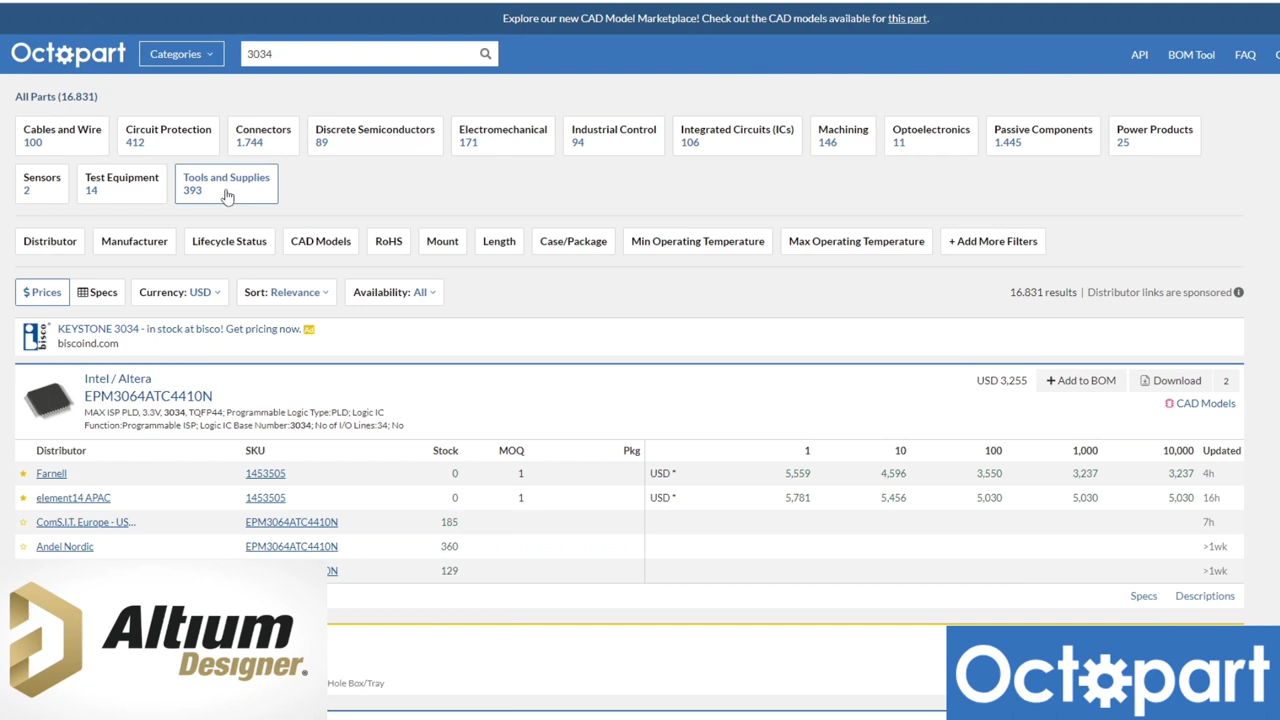 Explore our new CAD Model Marketplace! Check out the CAD models available for this part.
Octopart
Categories
3034
API
BOM Tool
FAQ
All Parts (16.831)
Cables and Wire
100
Circuit Protection
412
Connectors
1.744
Discrete Semiconductors
89
Electromechanical
171
Industrial Control
94
Integrated Circuits (ICs)
106
Machining
146
Optoelectronics
11
Passive Components
1.445
Power Products
25
Sensors
2
Test Equipment
14
Tools and Supplies
393
Distributor
Manufacturer
Lifecycle Status
CAD Models
RoHS
Mount
Length
Case/Package
Min Operating Temperature
Max Operating Temperature
+ Add More Filters
$ Prices
Specs
Currency: USD
Sort: Relevance
Availability: All
16.831 results | Distributor links are sponsored
bisco
KEYSTONE 3034 - in stock at bisco! Get pricing now. Ad
biscoind.com
Intel / Altera
EPM3064ATC4410N
MAX ISP PLD, 3.3V, 3034, TQFP44; Programmable Logic Type:PLD; Logic IC
Function:Programmable ISP; Logic IC Base Number:3034; No of I/O Lines:34; No
USD 3,255
+ Add to BOM
Download
2
CAD Models
Distributor SKU Stock MOQ Pkg 1 10 100 1,000 10,000 Updated
Farnell 1453505 0 1 USD * 5,559 4,596 3,550 3,237 3,237 4h
element14 APAC 1453505 0 1 USD * 5,781 5,456 5,030 5,030 5,030 16h
ComS.I.T. Europe - US... EPM3064ATC4410N 185 7h
Andel Nordic EPM3064ATC4410N 360 >1wk
0N 129 >1wk
Specs
Descriptions
Altium
Designer®
Hole Box/Tray
Octopart